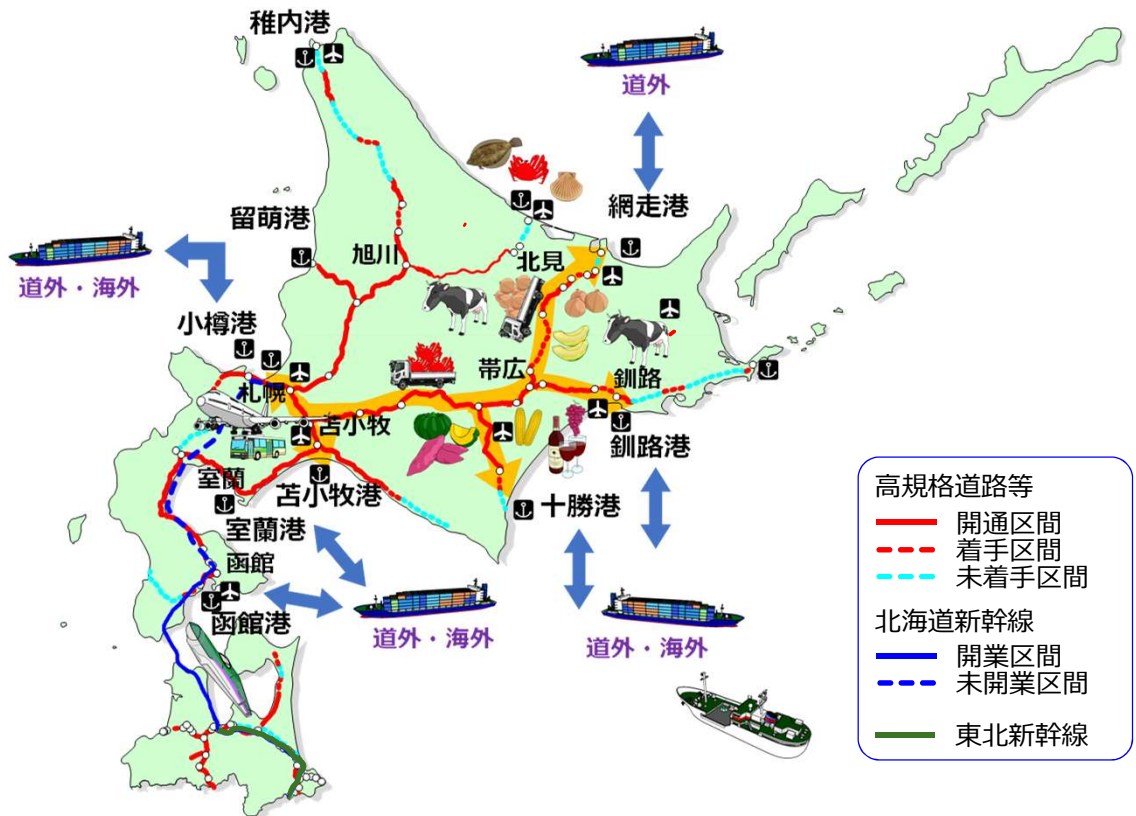 稚内港
道外
網走港
留萌港
旭川
北見
道外・海外
小樽港
札幌
帯広
釧路
苫小牧
釧路港
室蘭
苫小牧港
十勝港
室蘭港
函館
函館港
道外・海外
道外・海外
高規格道路等
開通区間
着手区間
未着手区間
北海道新幹線
開業区間
未開業区間
東北新幹線